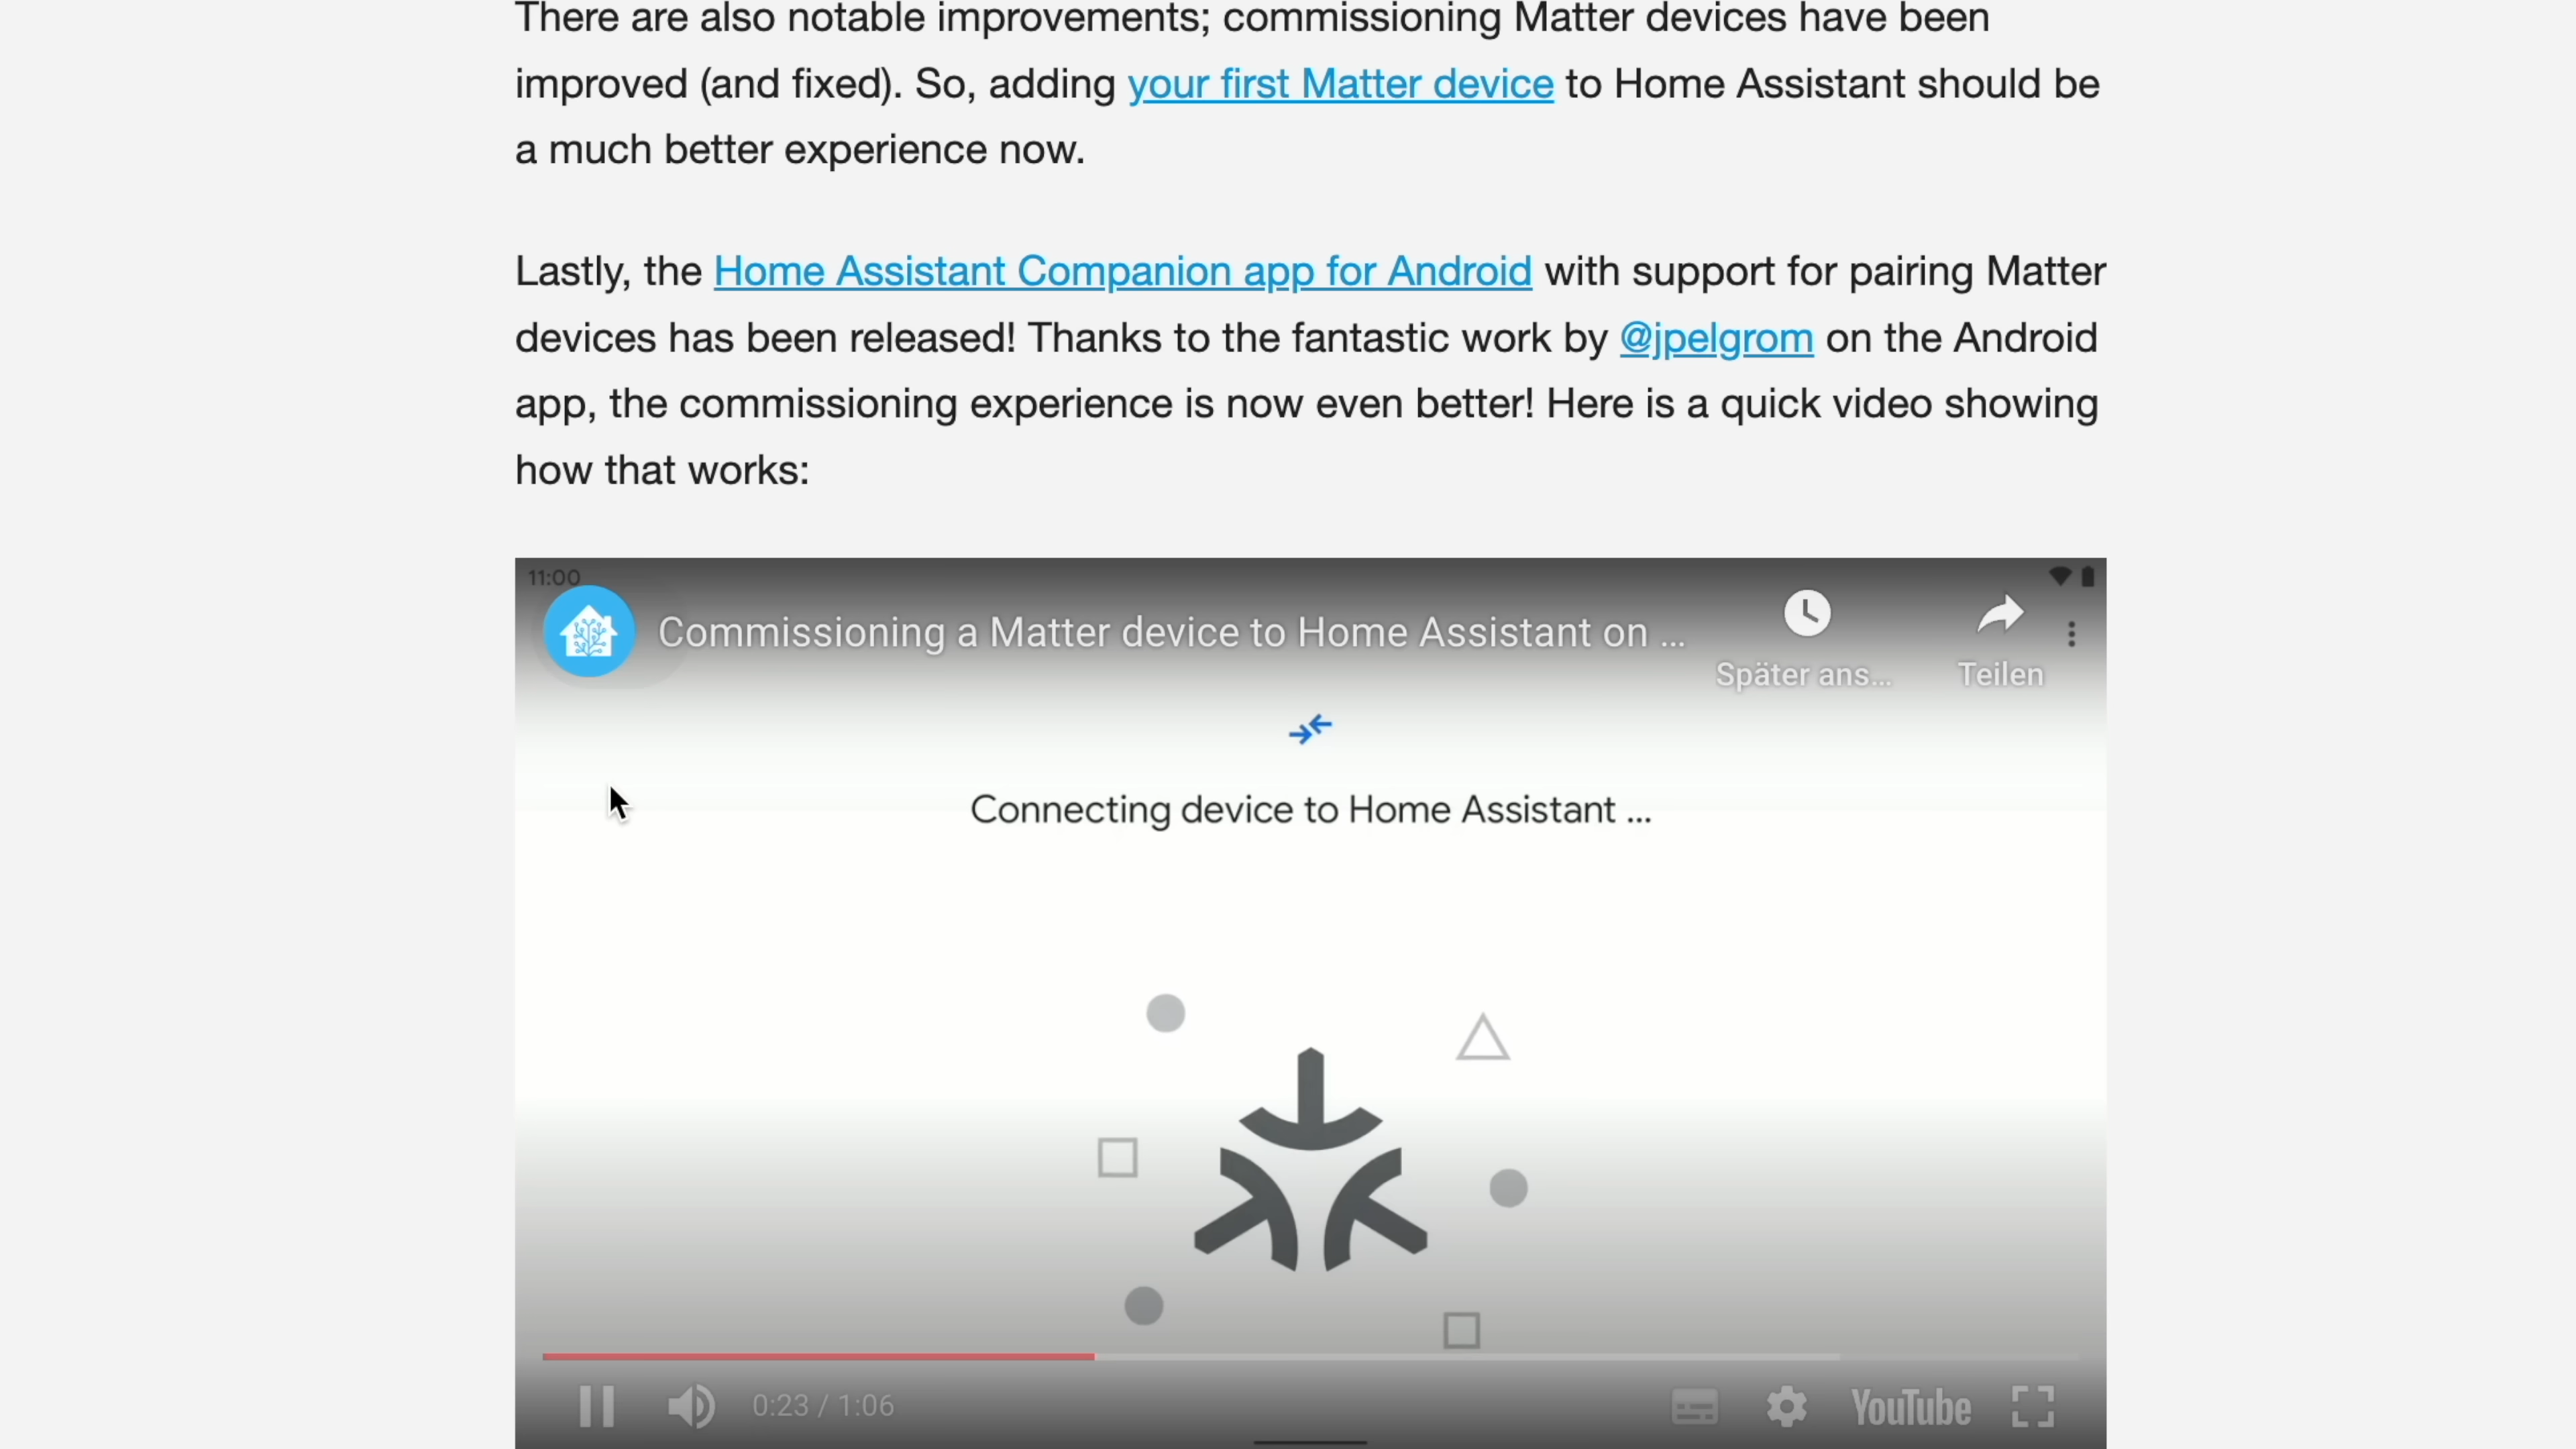 There are also notable improvements; commissioning Matter devices have been
improved (and fixed). So, adding your first Matter device to Home Assistant should be
a much better experience now.
Lastly, the Home Assistant Companion app for Android with support for pairing Matter
devices has been released! Thanks to the fantastic work by @jpelgrom on the Android
app, the commissioning experience is now even better! Here is a quick video showing
how that works:
11:00
Commissioning a Matter device to Home Assistant on ...
Später ans...
Teilen
Connecting device to Home Assistant ...
0:23 / 1:06
YouTube